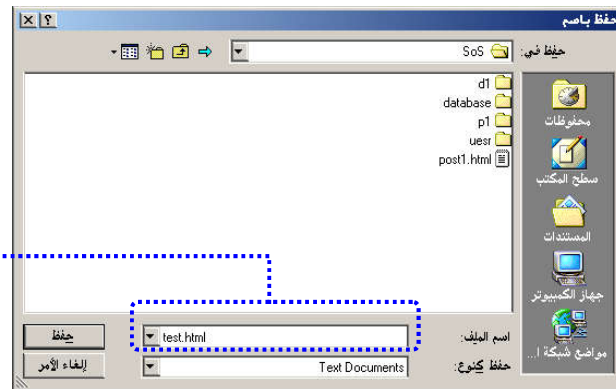 حفظ باسم
حفظ في:
SoS
محفوظات
سطح المكتب
المستندات
جهاز الكمبيوتر
مواضع شبكة ا...
d1
database
p1
uesr
post1.html
اسم الملف:
test.html
حفظ
حفظ كنوع:
Text Documents
إلغاء الأمر